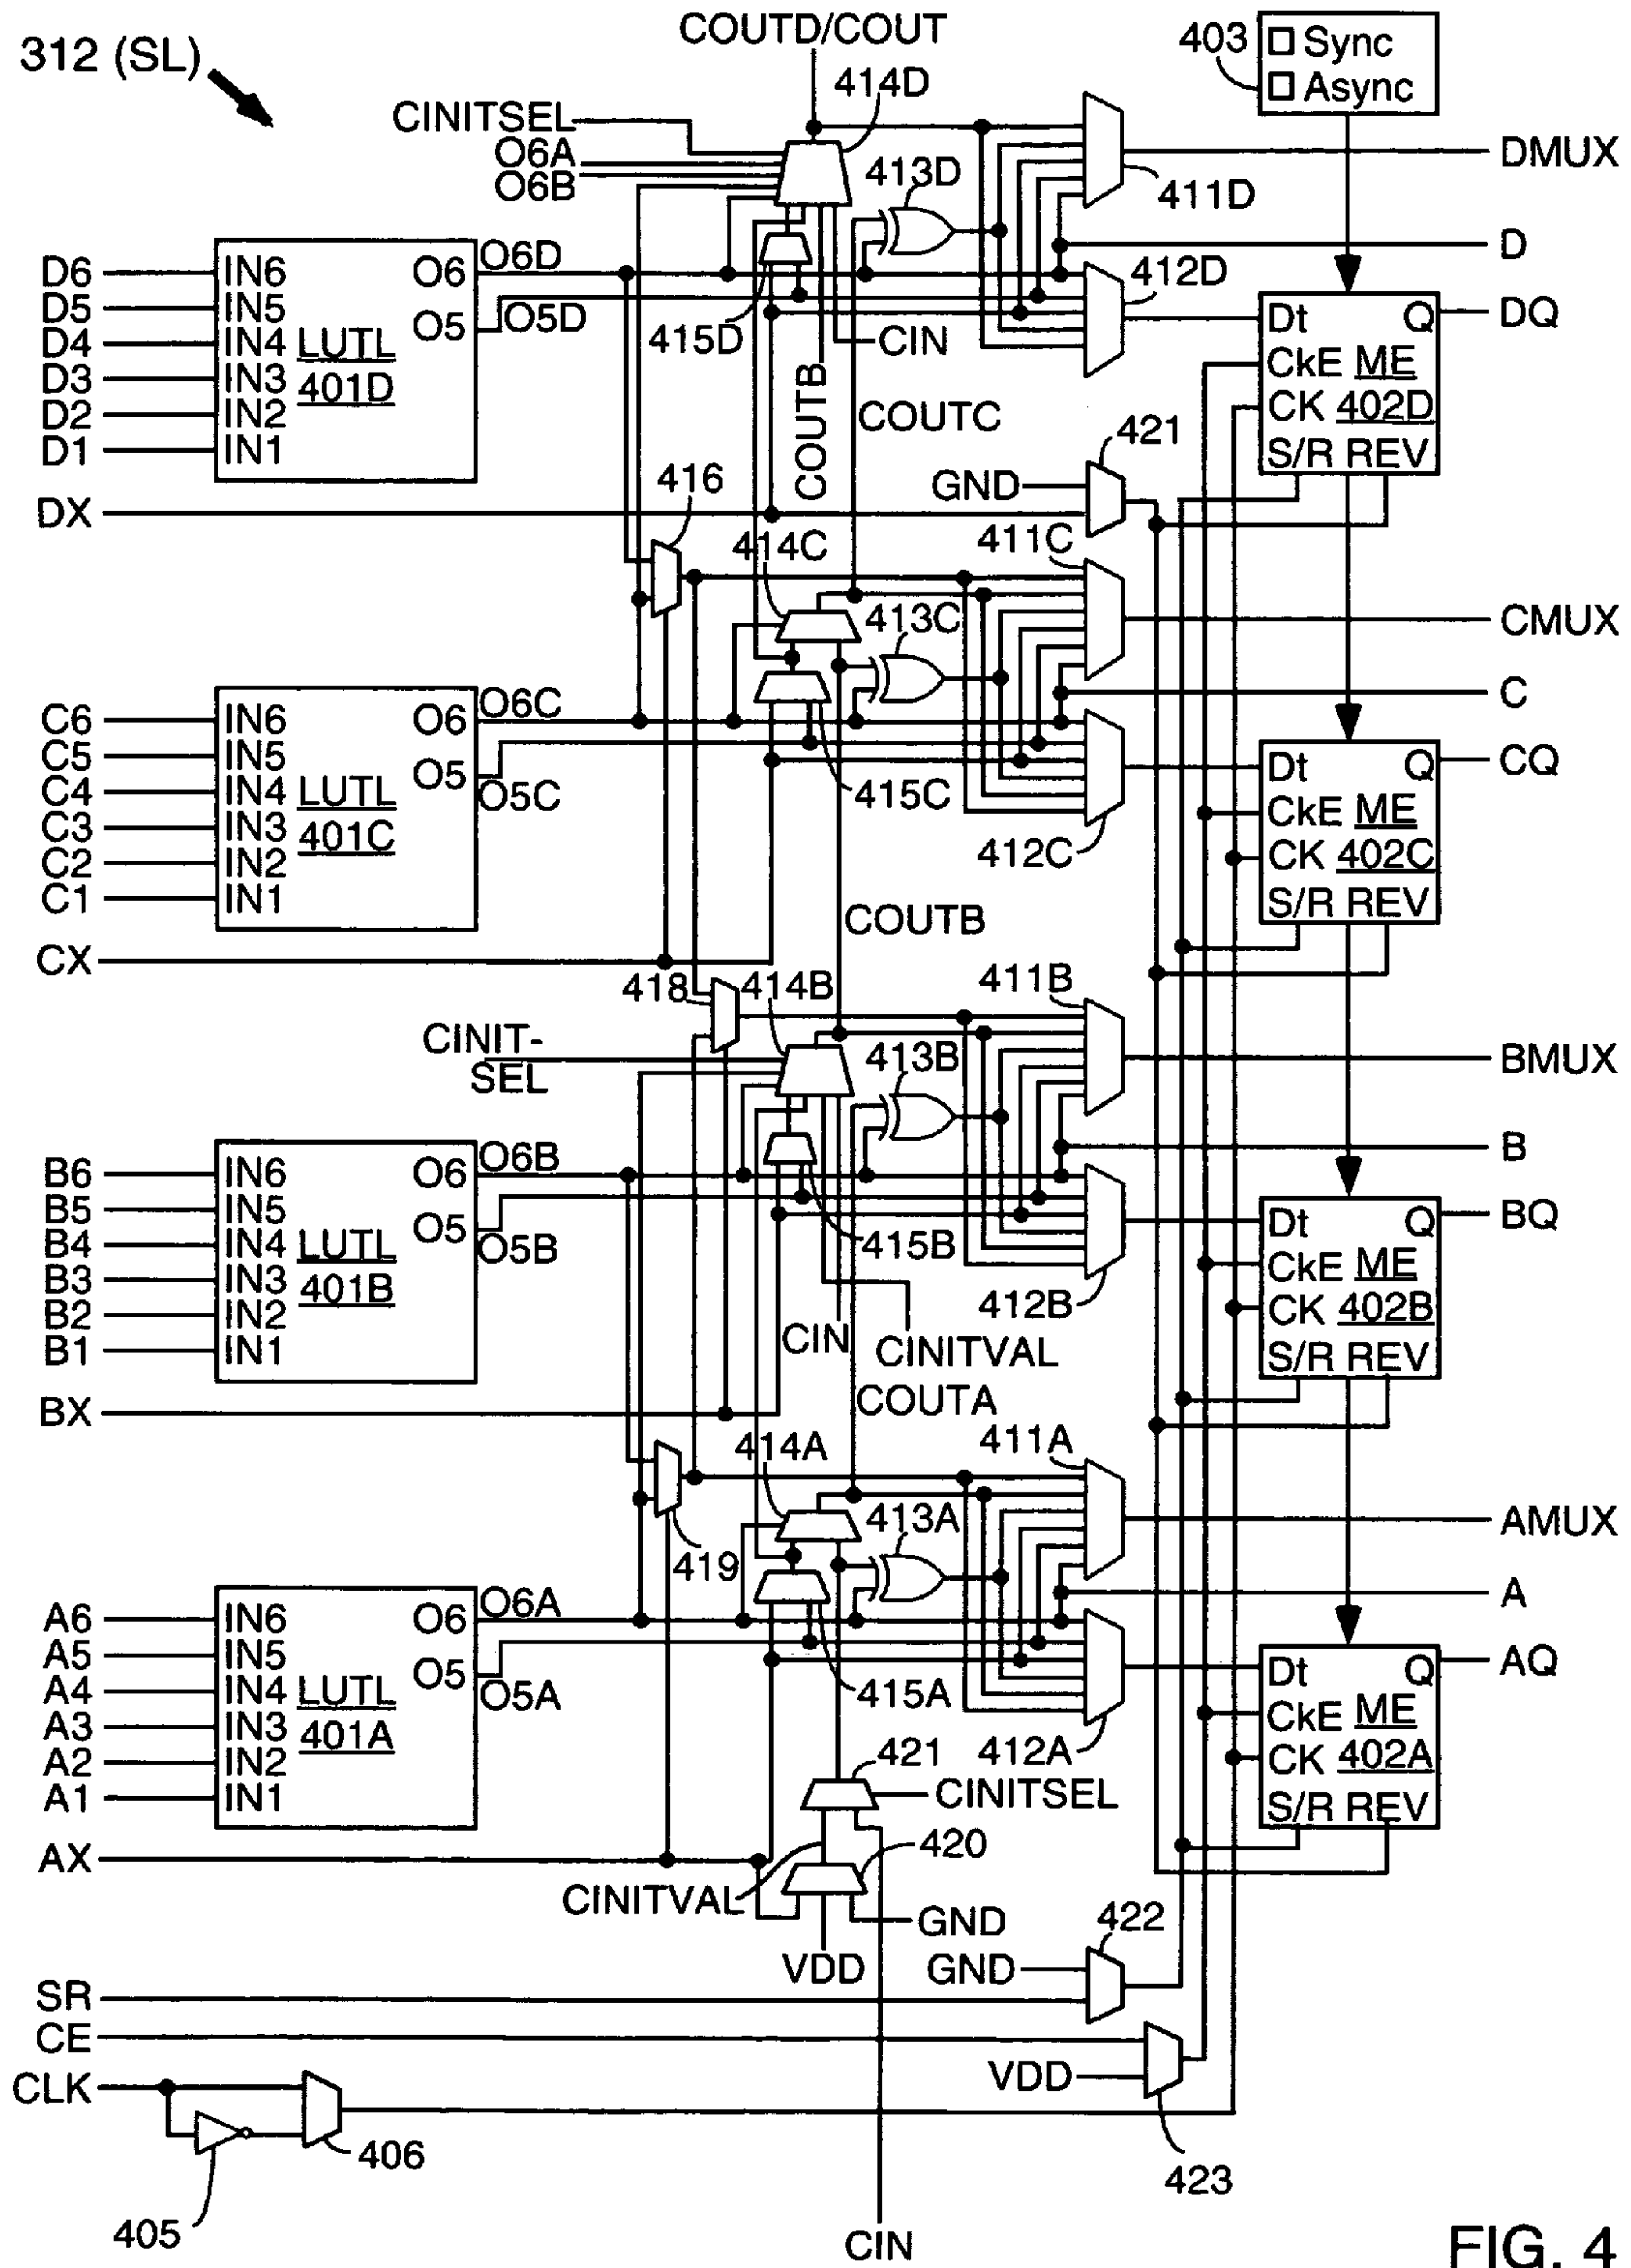 COUTD/COUT
403
Sync
Async
312 (SL)
414D
CINITSEL
O6A
O6B
413D
DMUX
411D
D
D6
D5
D4
D3
D2
D1
IN6
IN5
IN4
IN3
IN2
IN1
LUTL
401D
O6
O5
O6D
O5D
415D
CIN
412D
COUTB
COUTC
Dt
Q
CkE
ME
CK
402D
S/R
REV
DQ
421
GND
DX
416
414C
411C
413C
CMUX
C
C6
C5
C4
C3
C2
C1
IN6
IN5
IN4
IN3
IN2
IN1
LUTL
401C
O6
O5
O6C
O5C
415C
412C
Dt
Q
CkE
ME
CK
402C
S/R
REV
CQ
COUTB
CX
418
414B
411B
CINIT-
SEL
413B
BMUX
B
B6
B5
B4
B3
B2
B1
IN6
IN5
IN4
IN3
IN2
IN1
LUTL
401B
O6
O5
O6B
O5B
415B
412B
CIN
CINITVAL
Dt
Q
CkE
ME
CK
402B
S/R
REV
BQ
COUTA
BX
414A
411A
413A
419
AMUX
A
A6
A5
A4
A3
A2
A1
IN6
IN5
IN4
IN3
IN2
IN1
LUTL
401A
O6
O5
O6A
O5A
415A
412A
Dt
Q
CkE
ME
CK
402A
S/R
REV
AQ
421
CINITSEL
420
AX
CINITVAL
GND
VDD
422
GND
SR
CE
VDD
CLK
406
405
423
CIN
FIG. 4